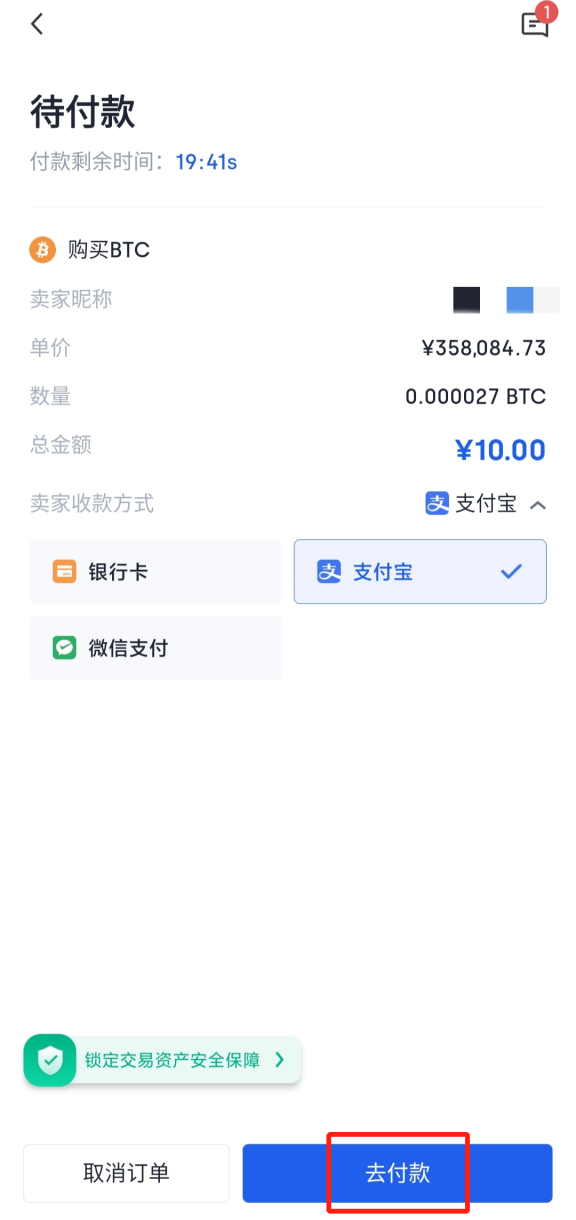 1
待付款
付款剩余时间：19:41s
购买BTC
卖家昵称
单价 ¥358,084.73
数量 0.000027 BTC
总金额 ¥10.00
卖家收款方式 支 支付宝
银行卡 支 支付宝
微信支付
锁定交易资产安全保障
取消订单 去付款